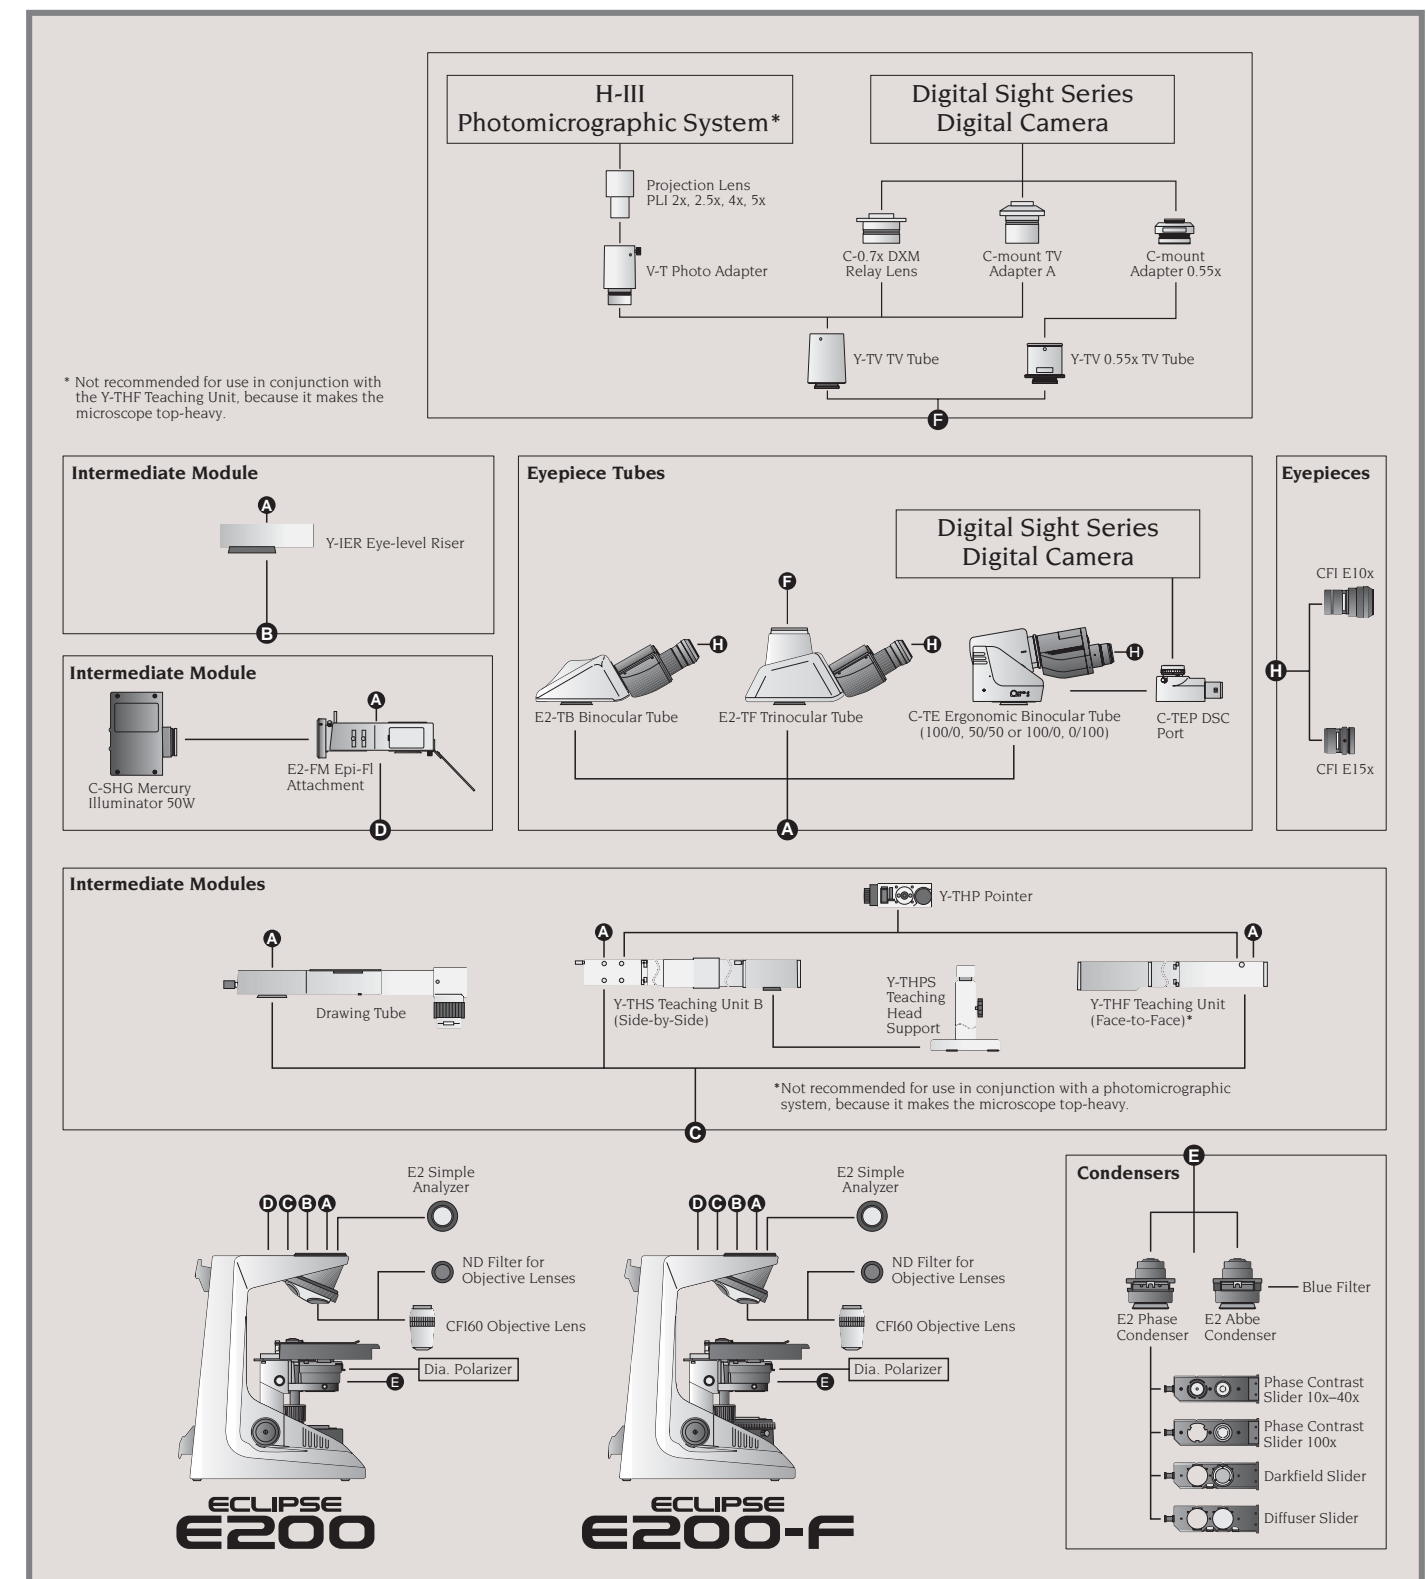 H-III
Photomicrographic System*
Digital Sight Series
Digital Camera
Projection Lens
PLI 2x, 2.5x, 4x, 5x
V-T Photo Adapter
C-0.7x DXM
Relay Lens
C-mount TV
Adapter A
C-mount
Adapter 0.55x
Y-TV TV Tube
Y-TV 0.55x TV Tube
* Not recommended for use in conjunction with
the Y-THF Teaching Unit, because it makes the
microscope top-heavy.
F
Intermediate Module
A
Y-IER Eye-level Riser
B
Intermediate Module
A
C-SHG Mercury
Illuminator 50W
E2-FM Epi-Fl
Attachment
D
Eyepiece Tubes
Digital Sight Series
Digital Camera
F
H
H
H
E2-TB Binocular Tube
E2-TF Trinocular Tube
C-TE Ergonomic Binocular Tube
(100/0, 50/50 or 100/0, 0/100)
C-TEP DSC
Port
A
Eyepieces
CFI E10x
H
CFI E15x
Intermediate Modules
Y-THP Pointer
A
A
A
Drawing Tube
Y-THS Teaching Unit B
(Side-by-Side)
Y-THPS
Teaching
Head
Support
Y-THF Teaching Unit
(Face-to-Face)*
*Not recommended for use in conjunction with a photomicrographic
system, because it makes the microscope top-heavy.
C
E2 Simple
Analyzer
D C B A
ND Filter for
Objective Lenses
CFI60 Objective Lens
Dia. Polarizer
E
ECLIPSE
E200
E2 Simple
Analyzer
D C B A
ND Filter for
Objective Lenses
CFI60 Objective Lens
Dia. Polarizer
E
ECLIPSE
E200-F
E
Condensers
Blue Filter
E2 Phase
Condenser
E2 Abbe
Condenser
Phase Contrast
Slider 10x–40x
Phase Contrast
Slider 100x
Darkfield Slider
Diffuser Slider